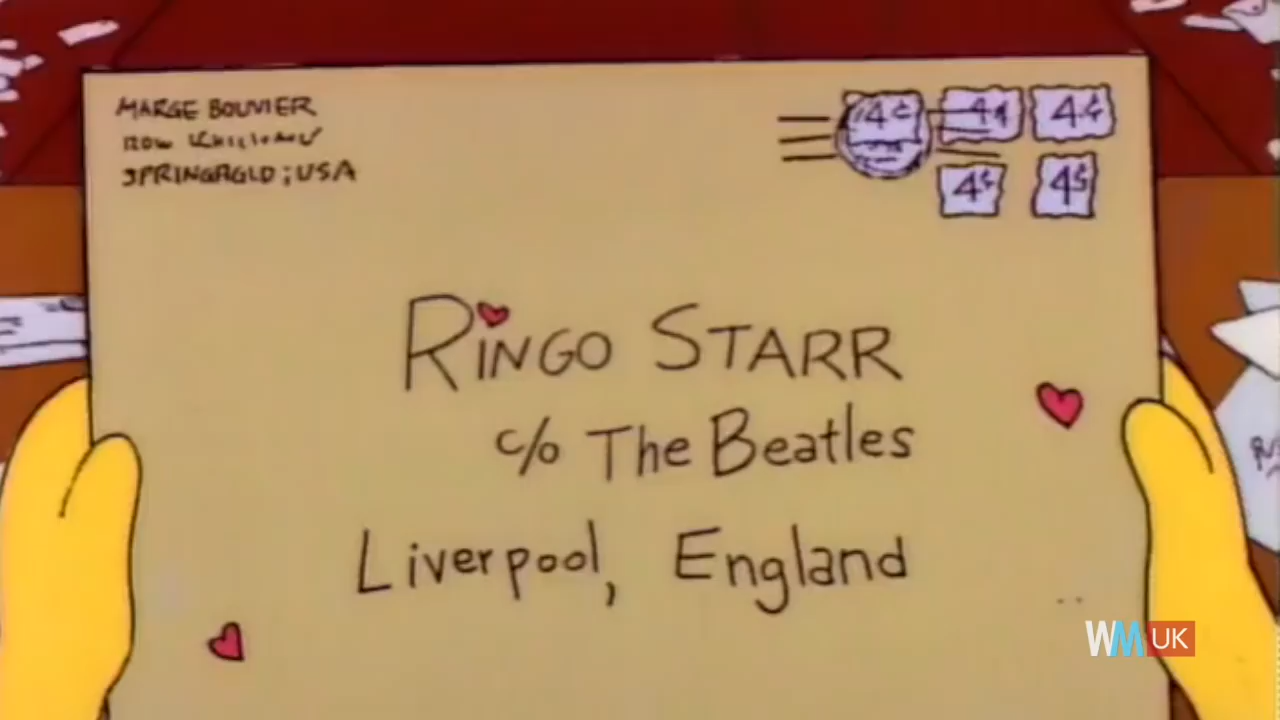 MARGE BOUVIER
SPRINGFIELD; USA
4¢ 4¢ 4¢
4¢ 4¢
RiNGO STARR
c/o The Beatles
Liverpool, England
WM UK